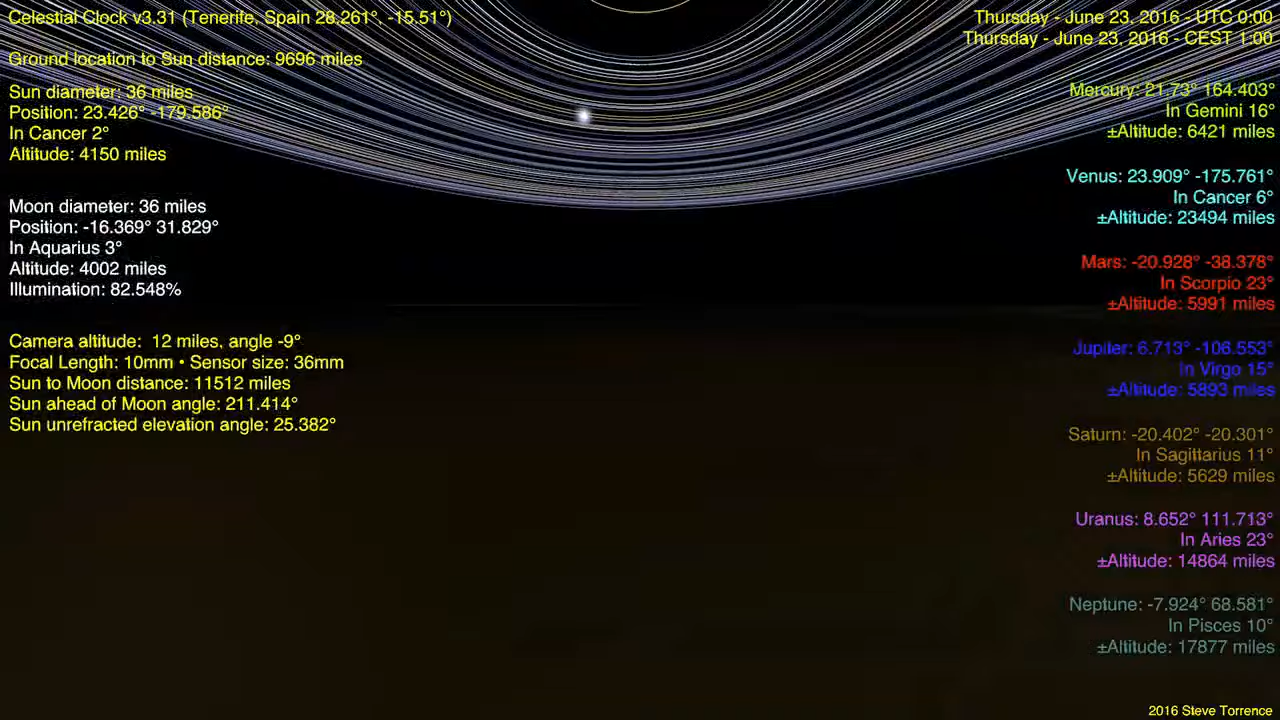 Celestial Clock v3.31 (Tenerife, Spain 28.261°, -15.51°)
Ground location to Sun distance: 9696 miles
Sun diameter: 36 miles
Position: 23.426° -179.586°
In Cancer 2°
Altitude: 4150 miles
Moon diameter: 36 miles
Position: -16.369° 31.829°
In Aquarius 3°
Altitude: 4002 miles
Illumination: 82.548%
Camera altitude: 12 miles, angle -9°
Focal Length: 10mm • Sensor size: 36mm
Sun to Moon distance: 11512 miles
Sun ahead of Moon angle: 211.414°
Sun unrefracted elevation angle: 25.382°
Thursday - June 23, 2016 - UTC 0:00
Thursday - June 23, 2016 - CEST 1:00
Mercury: 21.73° 164.403°
In Gemini 16°
±Altitude: 6421 miles
Venus: 23.909° -175.761°
In Cancer 6°
±Altitude: 23494 miles
Mars: -20.928° -38.378°
In Scorpio 23°
±Altitude: 5991 miles
Jupiter: 6.713° -106.553°
In Virgo 15°
±Altitude: 5893 miles
Saturn: -20.402° -20.301°
In Sagittarius 11°
±Altitude: 5629 miles
Uranus: 8.652° 111.713°
In Aries 23°
±Altitude: 14864 miles
Neptune: -7.924° 68.581°
In Pisces 10°
±Altitude: 17877 miles
2016 Steve Torrence